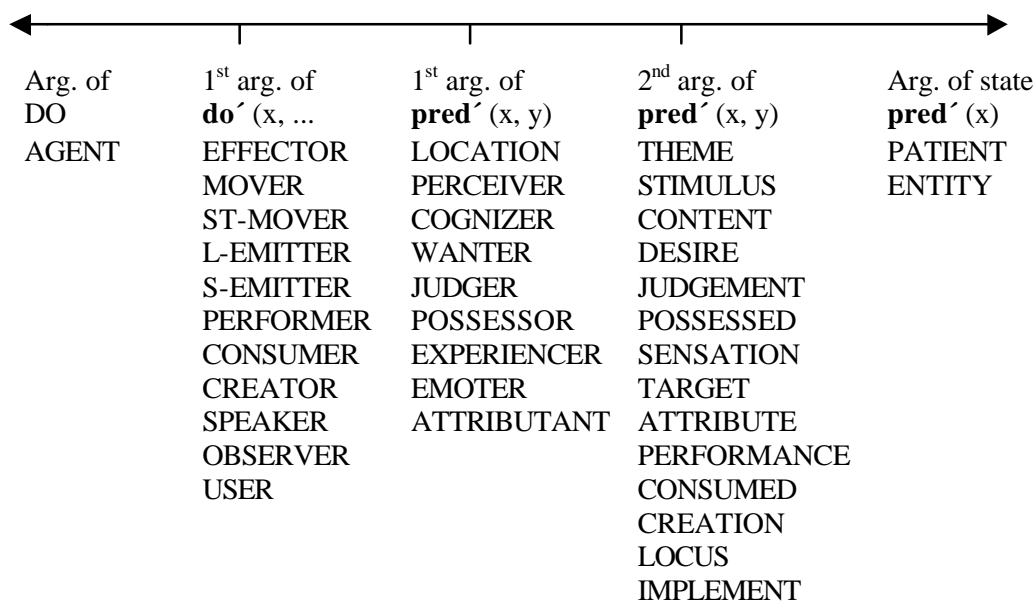 Arg. of 1st arg. of 1st arg. of 2nd arg. of Arg. of state
DO do´ (x, ... pred´ (x, y) pred´ (x, y) pred´ (x)
AGENT EFFECTOR LOCATION THEME PATIENT
MOVER PERCEIVER STIMULUS ENTITY
ST-MOVER COGNIZER CONTENT
L-EMITTER WANTER DESIRE
S-EMITTER JUDGER JUDGEMENT
PERFORMER POSSESSOR POSSESSED
CONSUMER EXPERIENCER SENSATION
CREATOR EMOTER TARGET
SPEAKER ATTRIBUTANT ATTRIBUTE
OBSERVER PERFORMANCE
USER CONSUMED
CREATION
LOCUS
IMPLEMENT